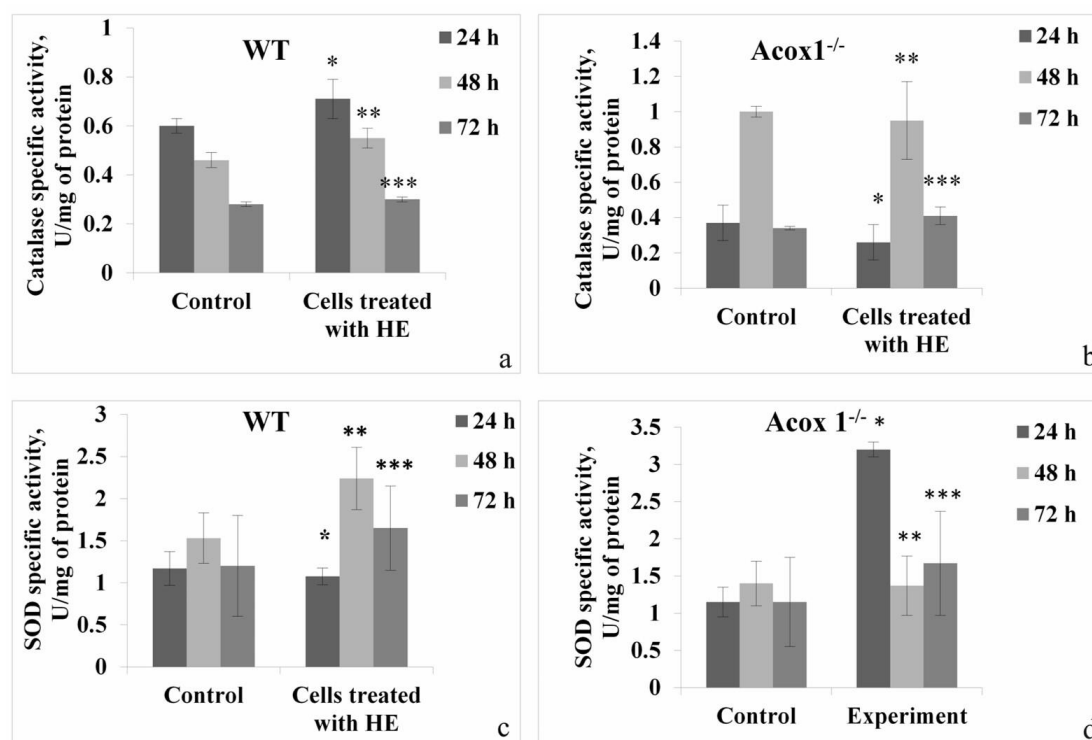 WT
Catalase specific activity,
U/mg of protein
1
0.8
0.6
0.4
0.2
0
*
**
***
Control
Cells treated
with HE
24 h
48 h
72 h
a
Acox1-/-
Catalase specific activity,
U/mg of protein
1.4
1.2
1.0
0.8
0.6
0.4
0.2
0
*
**
***
Control
Cells treated
with HE
24 h
48 h
72 h
b
WT
SOD specific activity,
U/mg of protein
3
2.5
2
1.5
1
0.5
0
*
**
***
Control
Cells treated
with HE
24 h
48 h
72 h
c
Acox 1-/-
SOD specific activity,
U/mg of protein
3.5
3
2.5
2
1.5
1
0.5
0
*
**
***
Control
Experiment
24 h
48 h
72 h
d